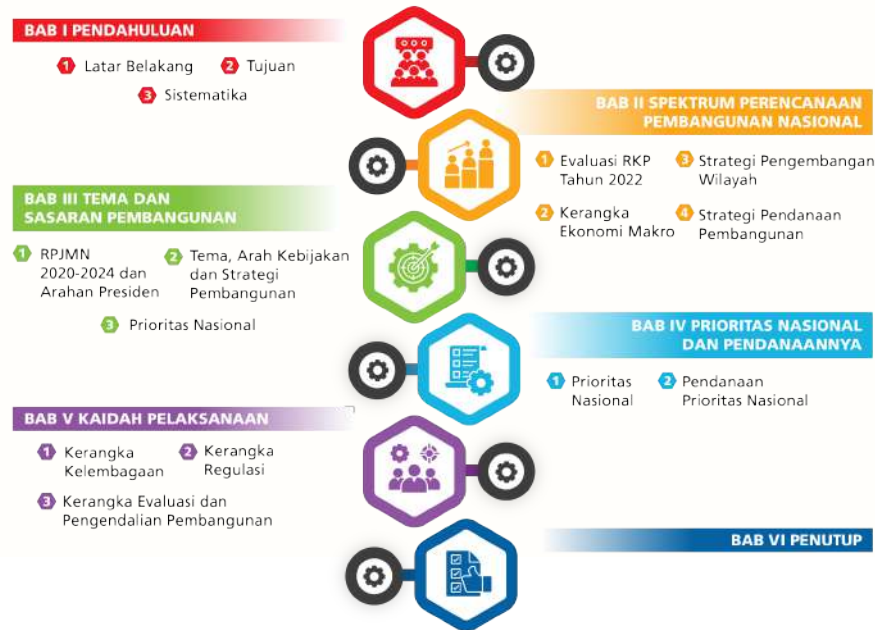 BAB I PENDAHULUAN
1 Latar Belakang
2 Tujuan
3 Sistematika
BAB II SPEKTRUM PERENCANAAN
PEMBANGUNAN NASIONAL
1 Evaluasi RKP
Tahun 2022
2 Kerangka
Ekonomi Makro
3 Strategi Pengembangan
Wilayah
4 Strategi Pendanaan
Pembangunan
BAB III TEMA DAN
SASARAN PEMBANGUNAN
1 RPJMN
2020-2024 dan
Arahan Presiden
2 Tema, Arah Kebijakan
dan Strategi
Pembangunan
3 Prioritas Nasional
BAB IV PRIORITAS NASIONAL
DAN PENDANAANNYA
1 Prioritas
Nasional
2 Pendanaan
Prioritas Nasional
BAB V KAIDAH PELAKSANAAN
1 Kerangka
Kelembagaan
2 Kerangka
Regulasi
3 Kerangka Evaluasi dan
Pengendalian Pembangunan
BAB VI PENUTUP